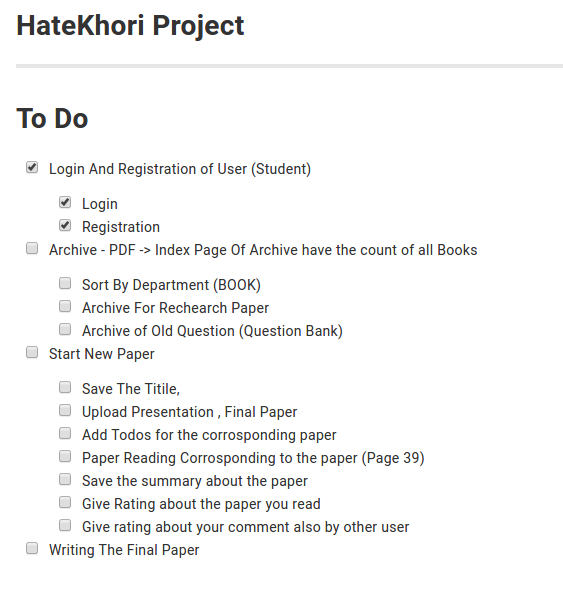 HateKhori Project
To Do
Login And Registration of User (Student)
Login
Registration
Archive - PDF -> Index Page Of Archive have the count of all Books
Sort By Department (BOOK)
Archive For Rechearch Paper
Archive of Old Question (Question Bank)
Start New Paper
Save The Titile,
Upload Presentation , Final Paper
Add Todos for the corrosponding paper
Paper Reading Corrosponding to the paper (Page 39)
Save the summary about the paper
Give Rating about the paper you read
Give rating about your comment also by other user
Writing The Final Paper